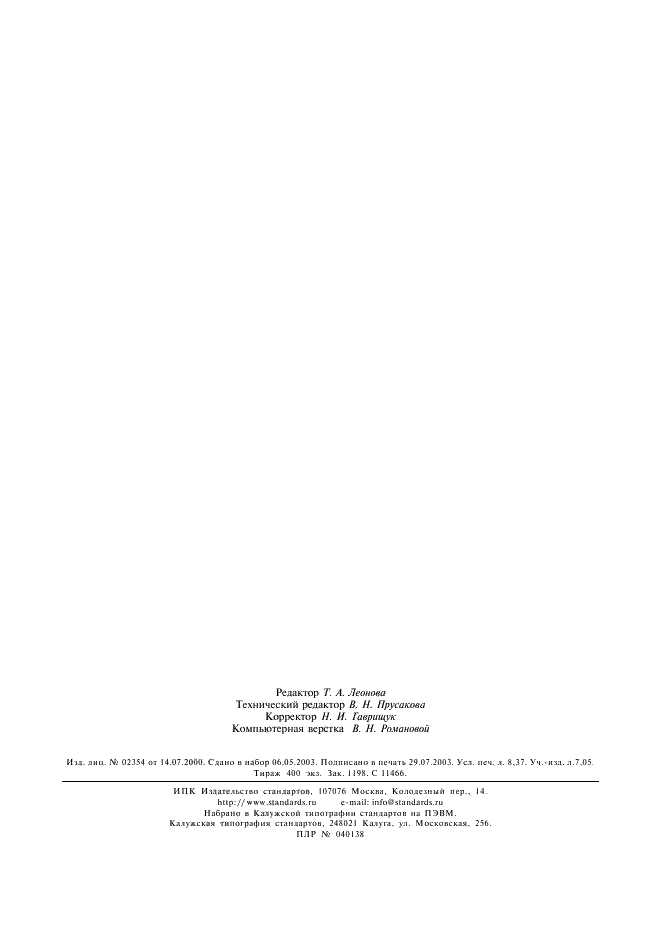 Редактор Т. А. Леонова
Технический редактор В. Н. Прусакова
Корректор Н. И. Гаврищук
Компьютерная верстка В. Н. Романовой
Изд. лиц. № 02354 от 14.07.2000. Сдано в набор 06.05.2003. Подписано в печать 29.07.2003. Усл. печ. л. 8,37. Уч.-изд. л.7,05.
Тираж 400 экз. Зак. 1198. С 11466.
ИПК Издательство стандартов, 107076 Москва, Колодезный пер., 14.
http://www.standards.ru e-mail: info@standards.ru
Набрано в Калужской типографии стандартов на ПЭВМ.
Калужская типография стандартов, 248021 Калуга, ул. Московская, 256.
ПЛР № 040138